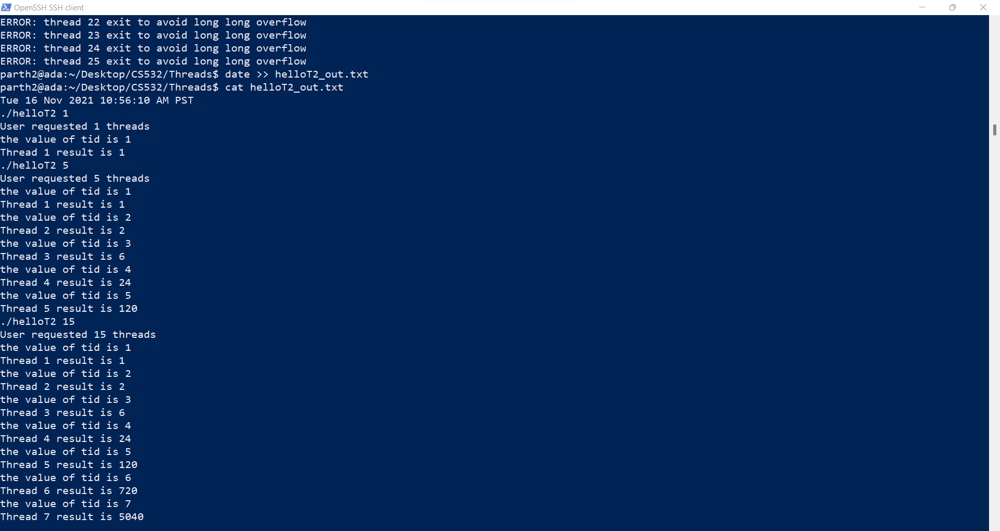 OpenSSH SSH client
ERROR: thread 22 exit to avoid long long overflow
ERROR: thread 23 exit to avoid long long overflow
ERROR: thread 24 exit to avoid long long overflow
ERROR: thread 25 exit to avoid long long overflow
parth2@ada:~/Desktop/CS532/Threads$ date >> helloT2_out.txt
parth2@ada:~/Desktop/CS532/Threads$ cat helloT2_out.txt
Tue 16 Nov 2021 10:56:10 AM PST
./helloT2 1
User requested 1 threads
the value of tid is 1
Thread 1 result is 1
./helloT2 5
User requested 5 threads
the value of tid is 1
Thread 1 result is 1
the value of tid is 2
Thread 2 result is 2
the value of tid is 3
Thread 3 result is 6
the value of tid is 4
Thread 4 result is 24
the value of tid is 5
Thread 5 result is 120
./helloT2 15
User requested 15 threads
the value of tid is 1
Thread 1 result is 1
the value of tid is 2
Thread 2 result is 2
the value of tid is 3
Thread 3 result is 6
the value of tid is 4
Thread 4 result is 24
the value of tid is 5
Thread 5 result is 120
the value of tid is 6
Thread 6 result is 720
the value of tid is 7
Thread 7 result is 5040